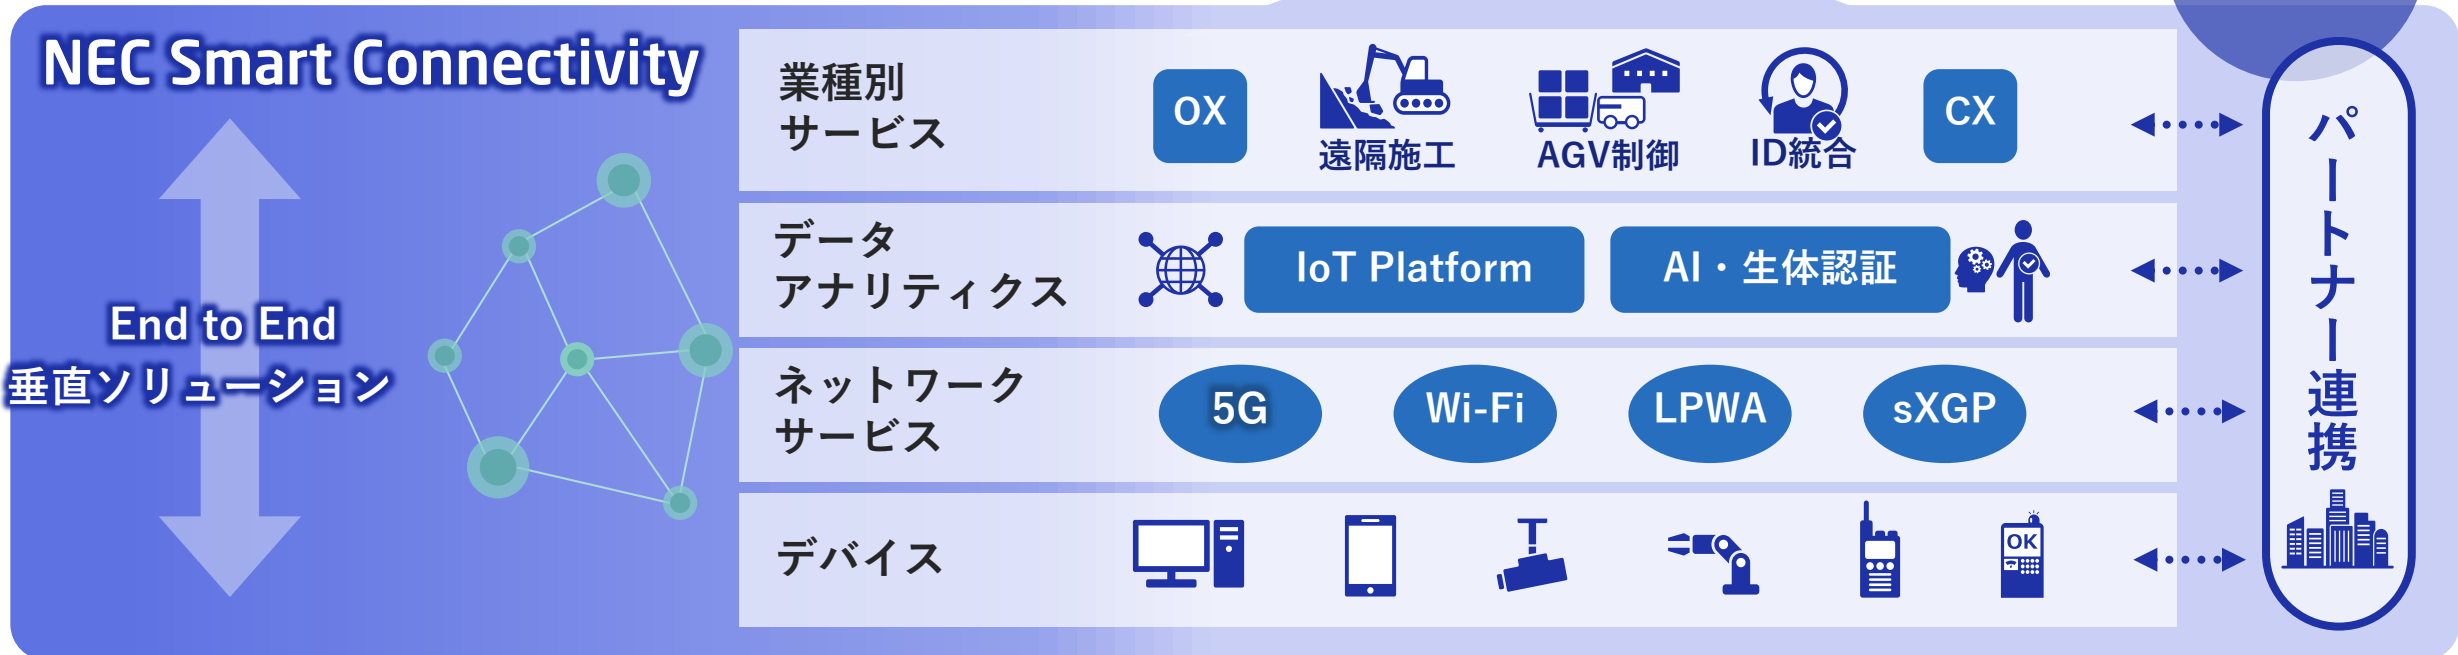 NEC Smart Connectivity
End to End
垂直ソリューション
業種別
サービス
OX
遠隔施工
AGV制御
ID統合
CX
データ
アナリティクス
IoT Platform
AI・生体認証
ネットワーク
サービス
5G
Wi-Fi
LPWA
sXGP
デバイス
OK
パートナー連携